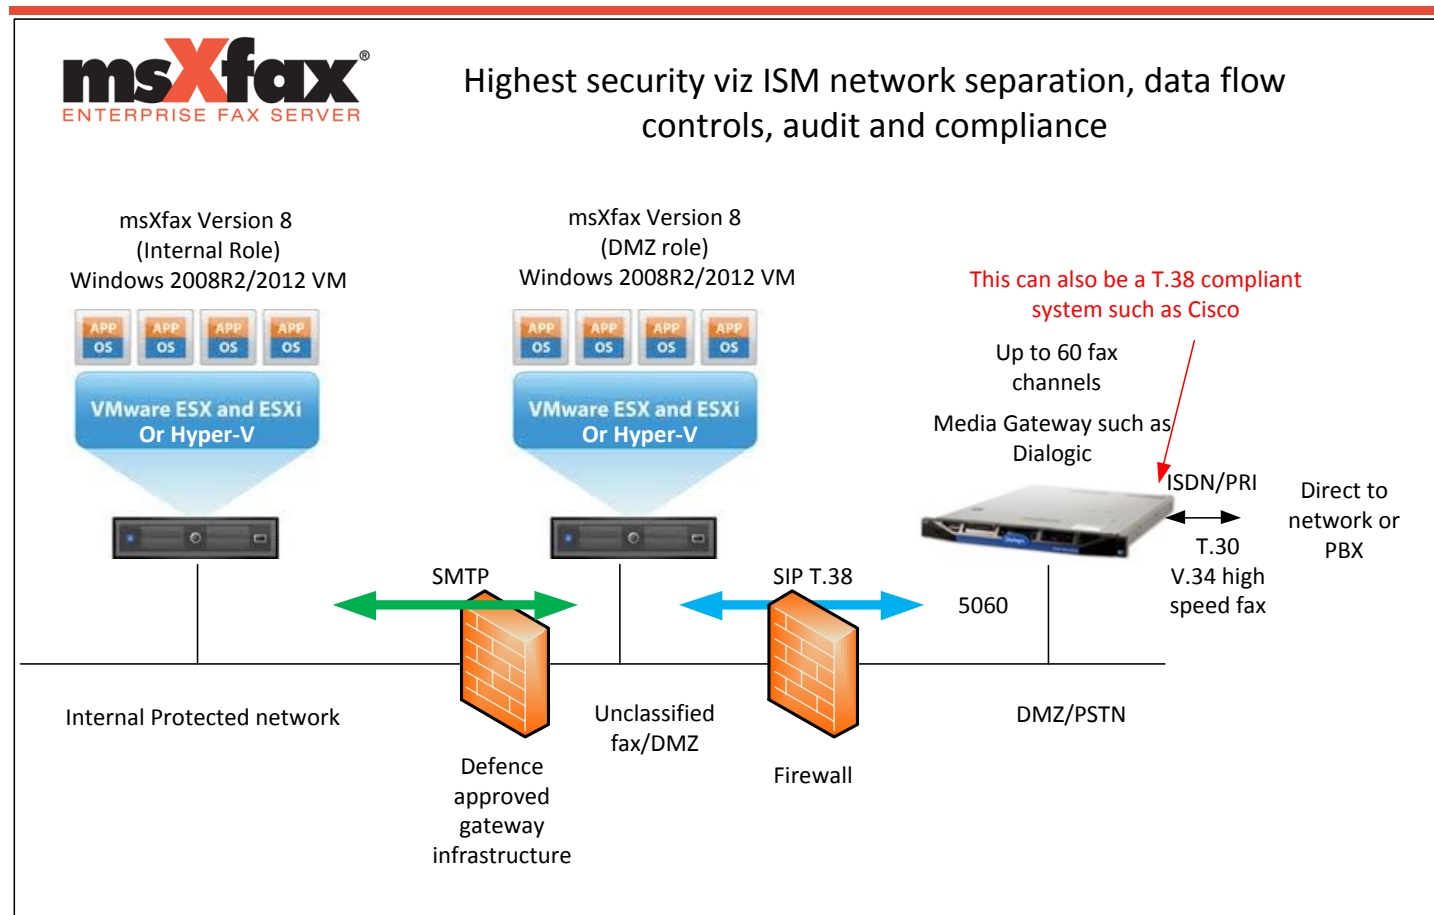 msXfax®
ENTERPRISE FAX SERVER
Highest security viz ISM network separation, data flow
controls, audit and compliance
msXfax Version 8
(Internal Role)
Windows 2008R2/2012 VM
APP
OS
APP
OS
APP
OS
APP
OS
VMware ESX and ESXi
Or Hyper-V
msXfax Version 8
(DMZ role)
Windows 2008R2/2012 VM
APP
OS
APP
OS
APP
OS
APP
OS
VMware ESX and ESXi
Or Hyper-V
This can also be a T.38 compliant
system such as Cisco
Up to 60 fax
channels
Media Gateway such as
Dialogic
ISDN/PRI
T.30
V.34 high
speed fax
Direct to
network or
PBX
SMTP
SIP T.38
5060
Internal Protected network
Defence
approved
gateway
infrastructure
Unclassified
fax/DMZ
Firewall
DMZ/PSTN